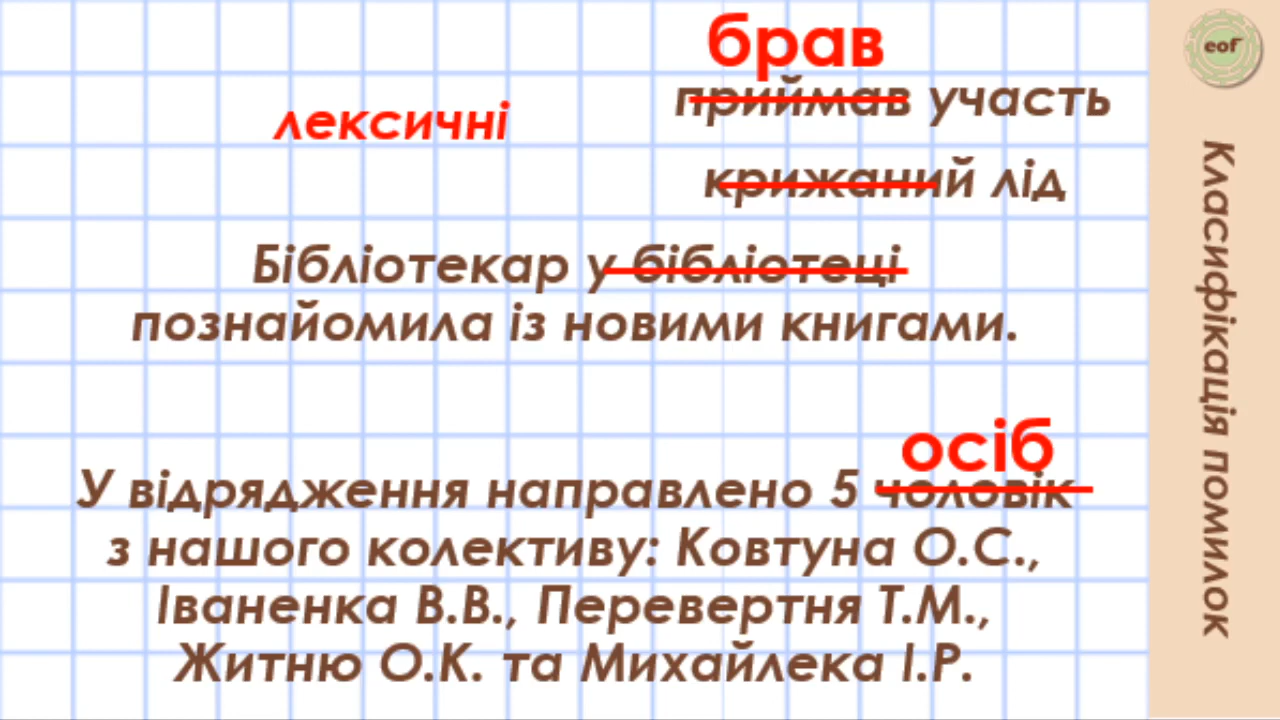 брав
приймав участь
лексичні
крижаний лід
Бібліотекар у бібліотеці
познайомила із новими книгами.
осіб
У відрядження направлено 5 чоловік
з нашого колективу: Ковтуна О.С.,
Іваненка В.В., Перевертня Т.М.,
Житню О.К. та Михайлека І.Р.
eof
Класифікація помилок